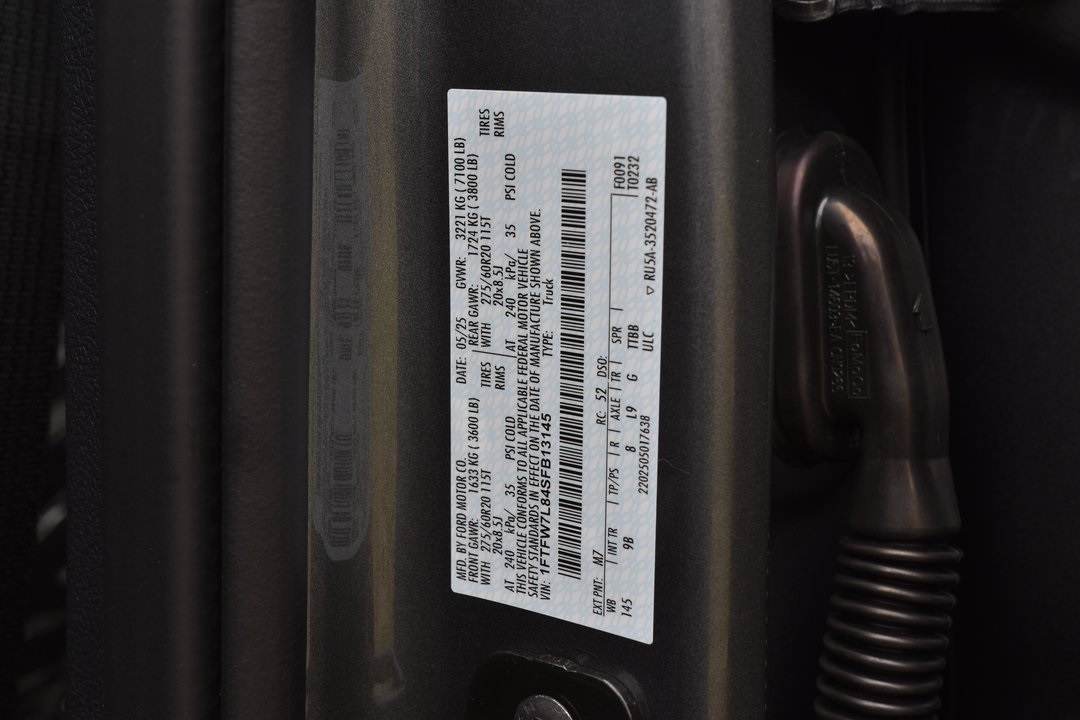 MFD. BY FORD MOTOR CO. DATE: 05/25 GVWR: 3221 KG ( 7100 LB)
FRONT GAWR: 1633 KG ( 3600 LB) REAR GAWR: 1724 KG ( 3800 LB)
WITH 275/60R20 115T TIRES WITH 275/60R20 115T TIRES
20x8.5J RIMS 20x8.5J RIMS
AT 240 kPa/ 35 PSI COLD AT 240 kPa/ 35 PSI COLD
THIS VEHICLE CONFORMS TO ALL APPLICABLE FEDERAL MOTOR VEHICLE
SAFETY STANDARDS IN EFFECT ON THE DATE OF MANUFACTURE SHOWN ABOVE.
VIN: 1FTFW7L84SFB13145 TYPE: Truck
EXT PNT: M7 RC: 52 DSO: F0091
WB INT TR TP/PS R AXLE TR SPR T0232
145 9B B L9 G TTBB
ULC
2202505017638 ▽ RU5A-3520472-AB